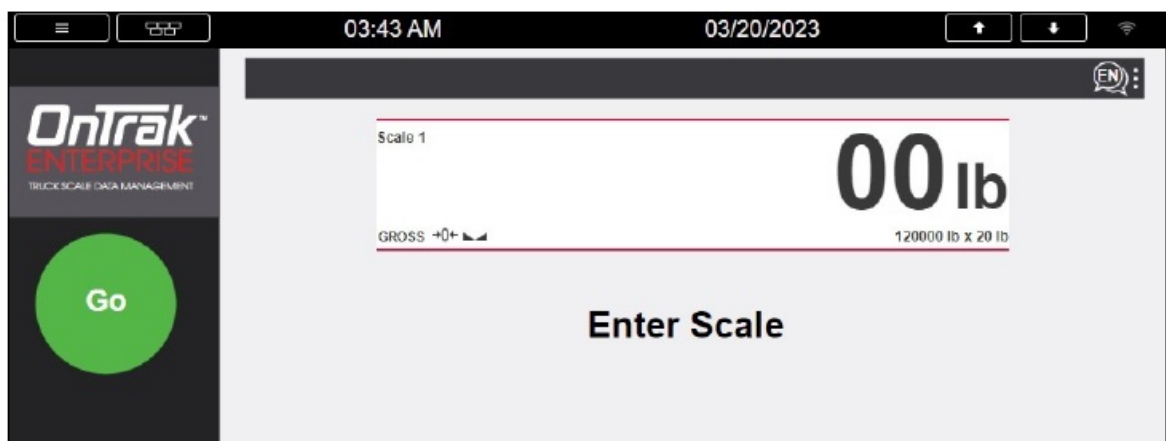 03:43 AM 03/20/2023
EN
OnTrak™
ENTERPRISE
TRUCK SCALE DATA MANAGEMENT
Scale 1
00 lb
GROSS →0← 120000 lb x 20 lb
Go
Enter Scale